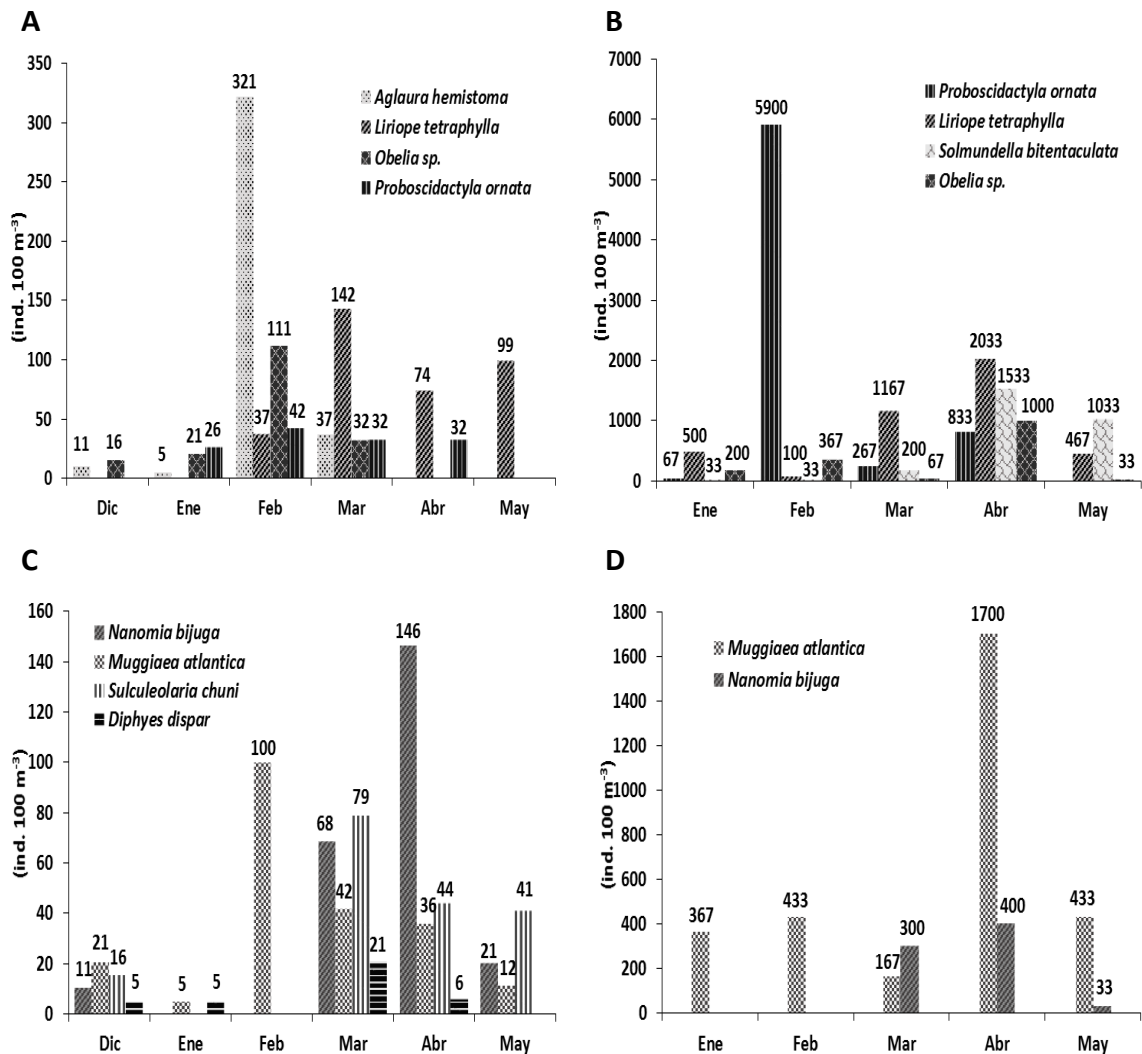 A
(ind. 100 m-3)
350
300
250
200
150
100
50
0
Aglaura hemistoma
Liriope tetraphylla
Obelia sp.
Proboscidactyla ornata
11 16
5 21 26
321 37 111 42
37 142 32 32
74 32
99
Dic Ene Feb Mar Abr May
B
(ind. 100 m-3)
7000
6000
5000
4000
3000
2000
1000
0
Proboscidactyla ornata
Liriope tetraphylla
Solmundella bitentaculata
Obelia sp.
67 500 33 200
5900 100 33 367
267 1167 200 67
833 2033 1533 1000
467 1033 33
Ene Feb Mar Abr May
C
(ind. 100 m-3)
160
140
120
100
80
60
40
20
0
Nanomia bijuga
Muggiaea atlantica
Sulculeolaria chuni
Diphyes dispar
11 21 16 5
5 5
100
68 42 79 21
146 36 44 6
21 12 41
Dic Ene Feb Mar Abr May
D
(ind. 100 m-3)
1800
1600
1400
1200
1000
800
600
400
200
0
Muggiaea atlantica
Nanomia bijuga
367
433
167 300
1700 400
433 33
Ene Feb Mar Abr May